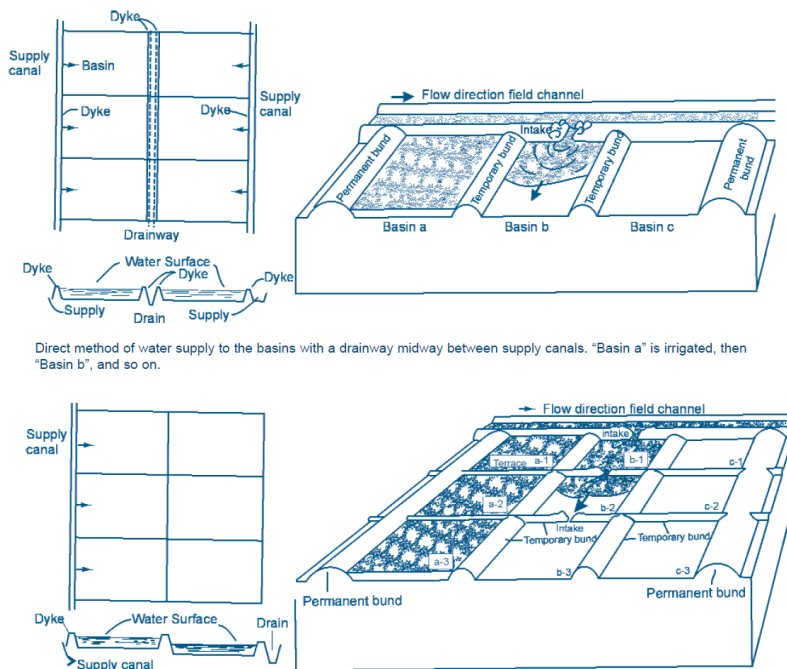 Dyke
Supply
canal
Basin
Dyke
Dyke
Supply
canal
Drainway
Water Surface
Dyke
Dyke
Dyke
Supply
Drain
Supply
Flow direction field channel
Intake
Permanent bund
Temporary bund
Temporary bund
Permanent
bund
Basin a
Basin b
Basin c
Direct method of water supply to the basins with a drainway midway between supply canals. “Basin a” is irrigated, then
“Basin b”, and so on.
Supply
canal
Water Surface
Dyke
Drain
Supply canal
Flow direction field channel
intake
Terrace a-1
b-1
c-1
a-2
b-2
c-2
Intake
Temporary bund
Temporary bund
a-3
b-3
c-3
Permanent bund
Permanent bund